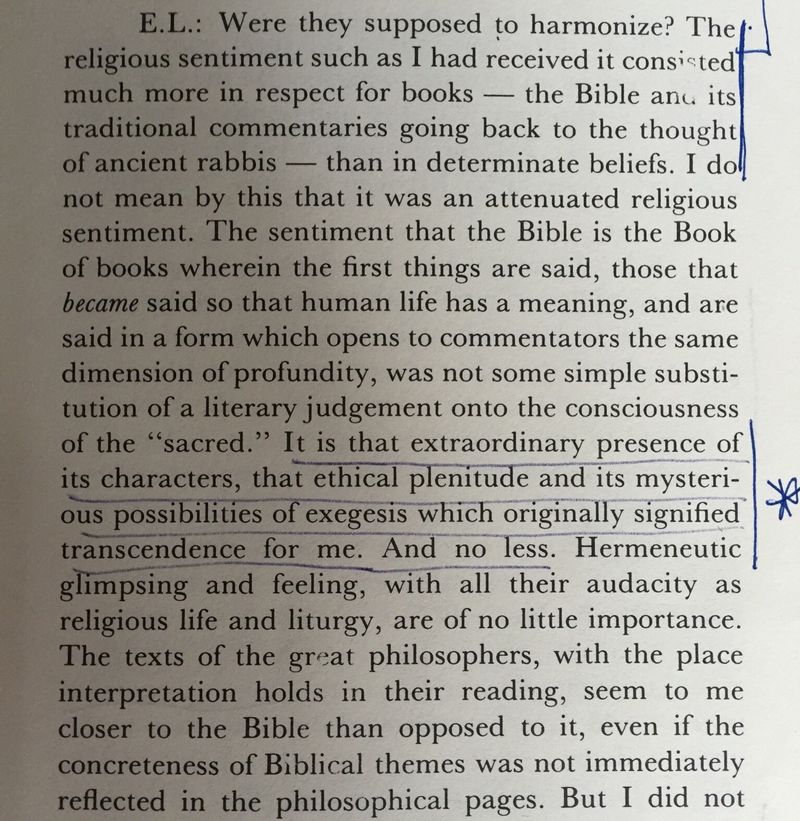 E.L.: Were they supposed to harmonize? The
religious sentiment such as I had received it consisted
much more in respect for books — the Bible and its
traditional commentaries going back to the thought
of ancient rabbis — than in determinate beliefs. I do
not mean by this that it was an attenuated religious
sentiment. The sentiment that the Bible is the Book
of books wherein the first things are said, those that
became said so that human life has a meaning, and are
said in a form which opens to commentators the same
dimension of profundity, was not some simple substi-
tution of a literary judgement onto the consciousness
of the “sacred.” It is that extraordinary presence of
its characters, that ethical plenitude and its mysteri-
ous possibilities of exegesis which originally signified
transcendence for me. And no less. Hermeneutic
glimpsing and feeling, with all their audacity as
religious life and liturgy, are of no little importance.
The texts of the great philosophers, with the place
interpretation holds in their reading, seem to me
closer to the Bible than opposed to it, even if the
concreteness of Biblical themes was not immediately
reflected in the philosophical pages. But I did not